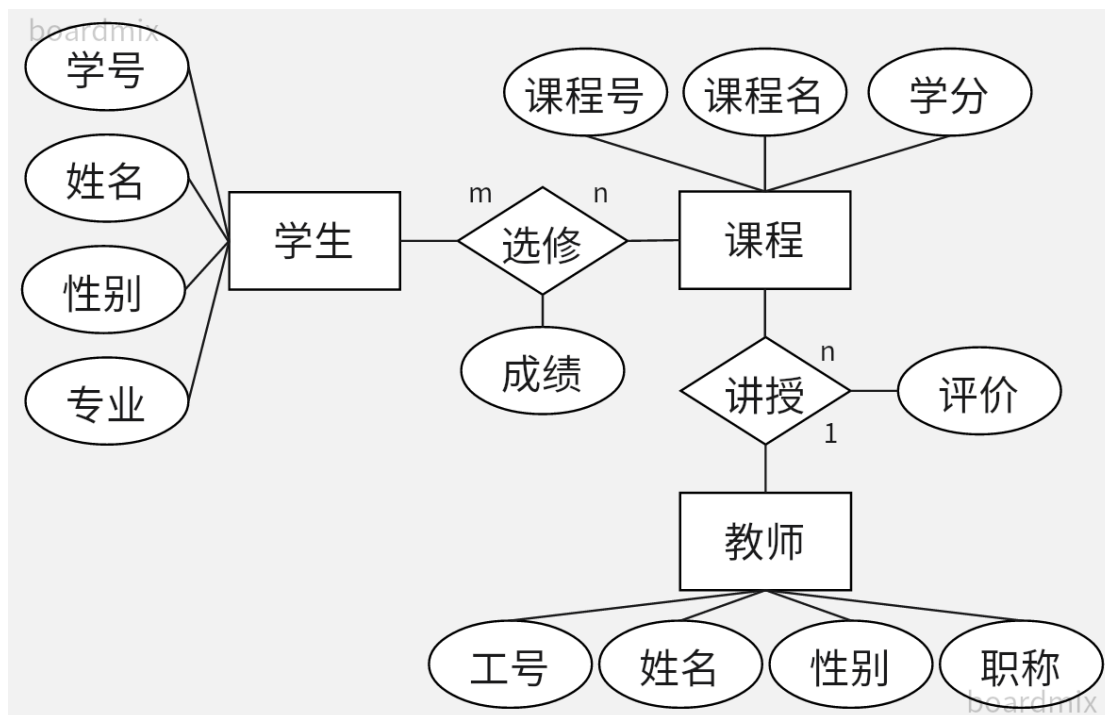 boardmix
学号
姓名
性别
专业
学生
m
n
选修
成绩
课程号
课程名
学分
课程
n
讲授
1
评价
教师
工号
姓名
性别
职称
boardmix